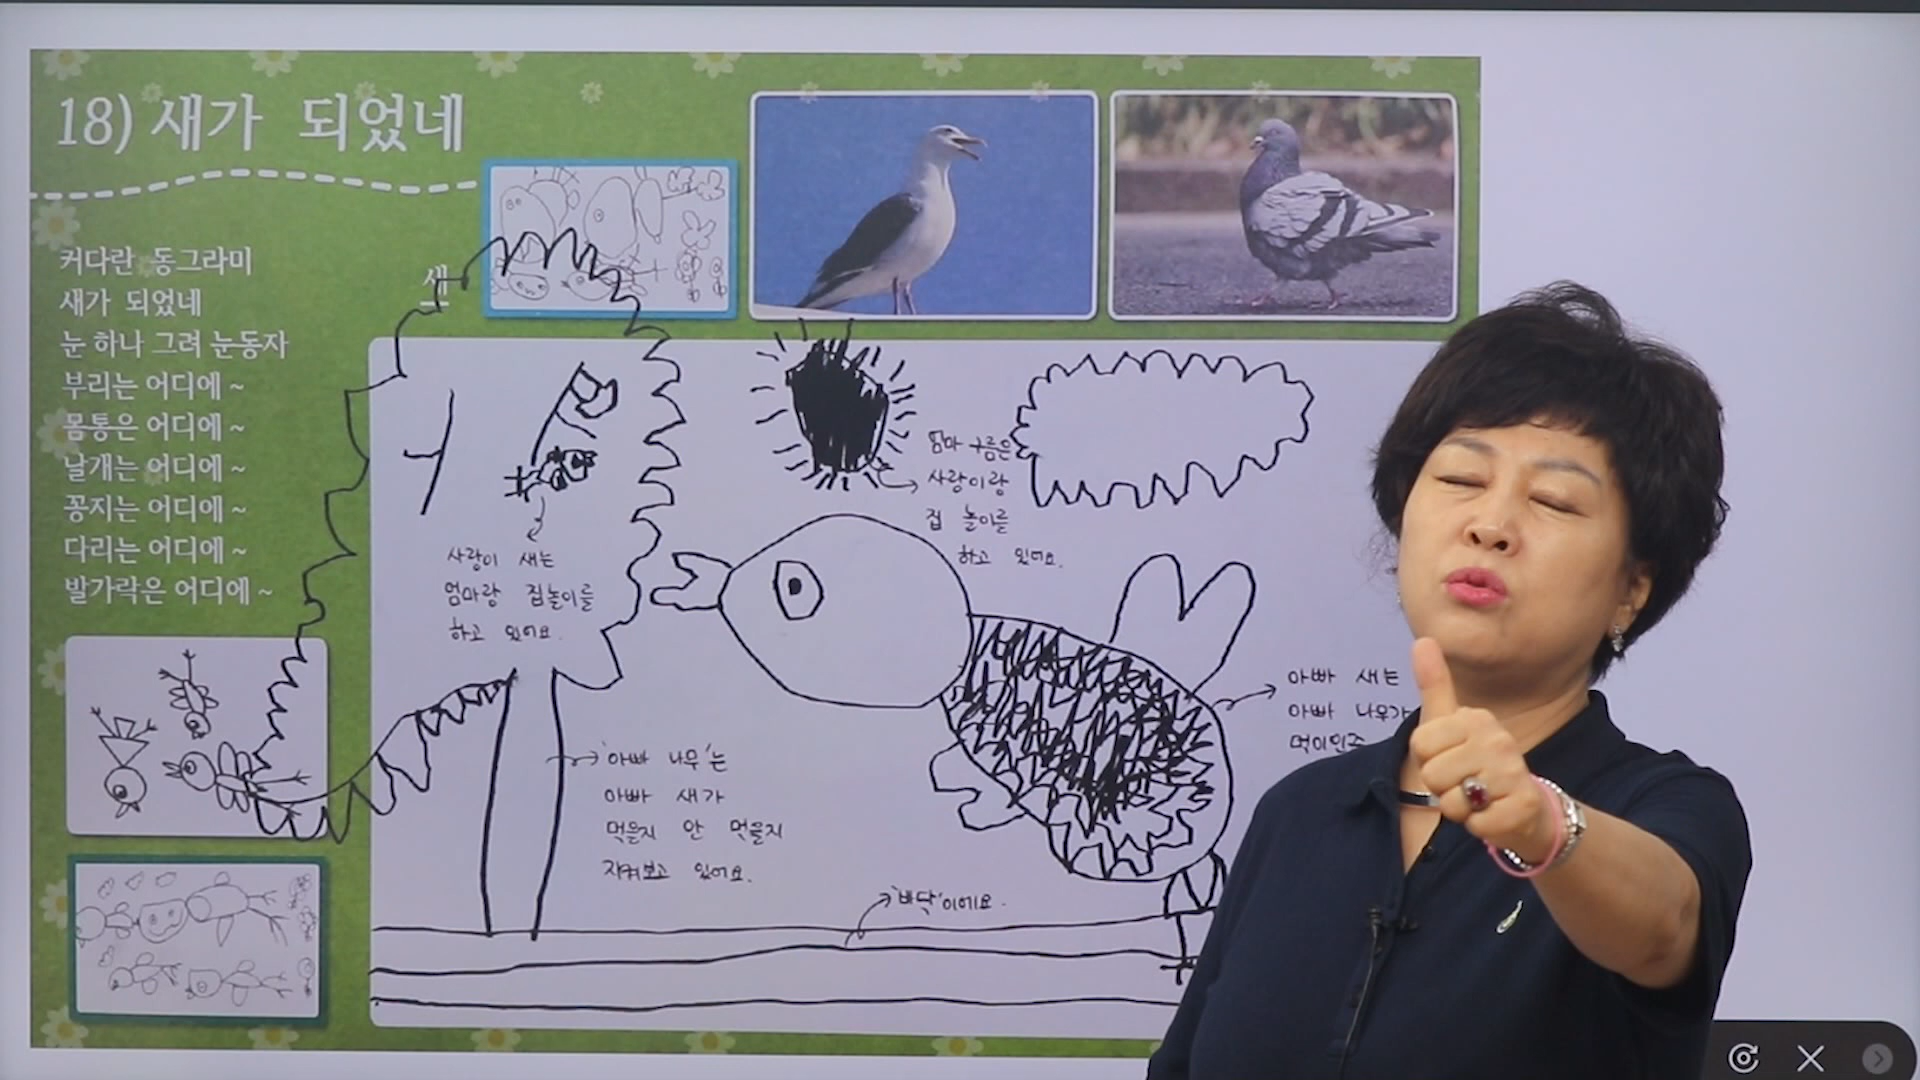 18) 새가 되었네
커다란 동그라미
새가 되었네
눈 하나 그려 눈동자
부리는 어디에 ~
몸통은 어디에 ~
날개는 어디에 ~
꽁지는 어디에 ~
다리는 어디에 ~
발가락은 어디에 ~
새
엄마 구름은
사랑이랑
집 놀이를
하고 있어요.
사랑이 새는
엄마랑 집놀이를
하고 있어요.
아빠 새는
아빠 나무가
'아빠 나무'는
아빠 새가
먹을지 안 먹을지
지켜보고 있어요.
'바닥'이에요.